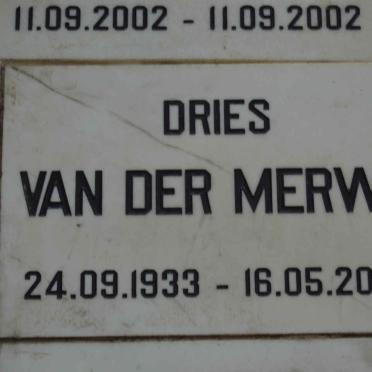 11.09.2002 - 11.09.2002
DRIES
VAN DER MERW
24.09.1933 - 16.05.20